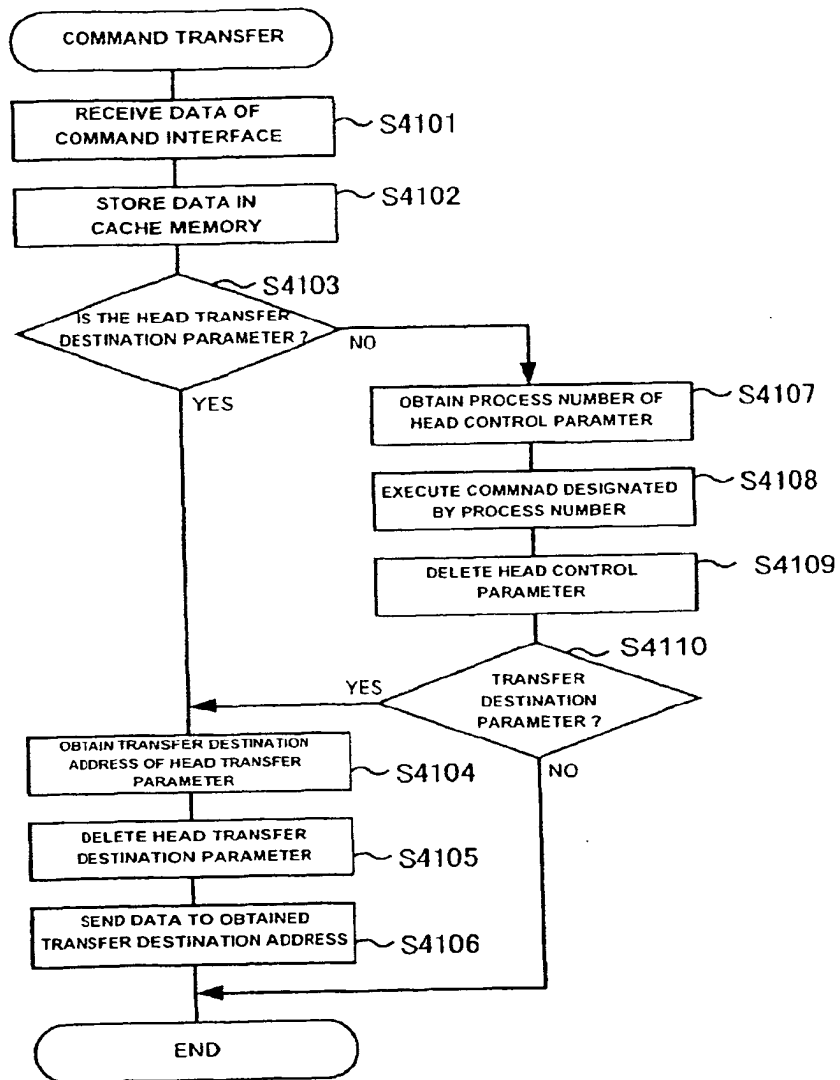 COMMAND TRANSFER
RECEIVE DATA OF
COMMAND INTERFACE
S4101
STORE DATA IN
CACHE MEMORY
S4102
S4103
IS THE HEAD TRANSFER
DESTINATION PARAMETER ?
NO
YES
OBTAIN PROCESS NUMBER OF
HEAD CONTROL PARAMTER
S4107
EXECUTE COMMNAD DESIGNATED
BY PROCESS NUMBER
S4108
DELETE HEAD CONTROL
PARAMETER
S4109
S4110
TRANSFER
DESTINATION
PARAMETER ?
YES
NO
OBTAIN TRANSFER DESTINATION
ADDRESS OF HEAD TRANSFER
PARAMETER
S4104
DELETE HEAD TRANSFER
DESTINATION PARAMETER
S4105
SEND DATA TO OBTAINED
TRANSFER DESTINATION ADDRESS
S4106
END